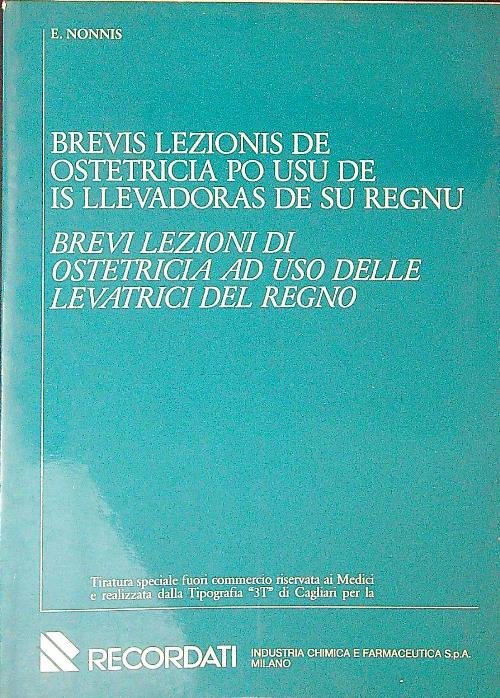 E. NONNIS
BREVIS LEZIONIS DE
OSTETRICIA PO USU DE
IS LLEVADORAS DE SU REGNU
BREVI LEZIONI DI
OSTETRICIA AD USO DELLE
LEVATRICI DEL REGNO
Tiratura speciale fuori commercio riservata ai Medici
e realizzata dalla Tipografia "3T" di Cagliari per la
RECORDATI
INDUSTRIA CHIMICA E FARMACEUTICA S.p.A.
MILANO